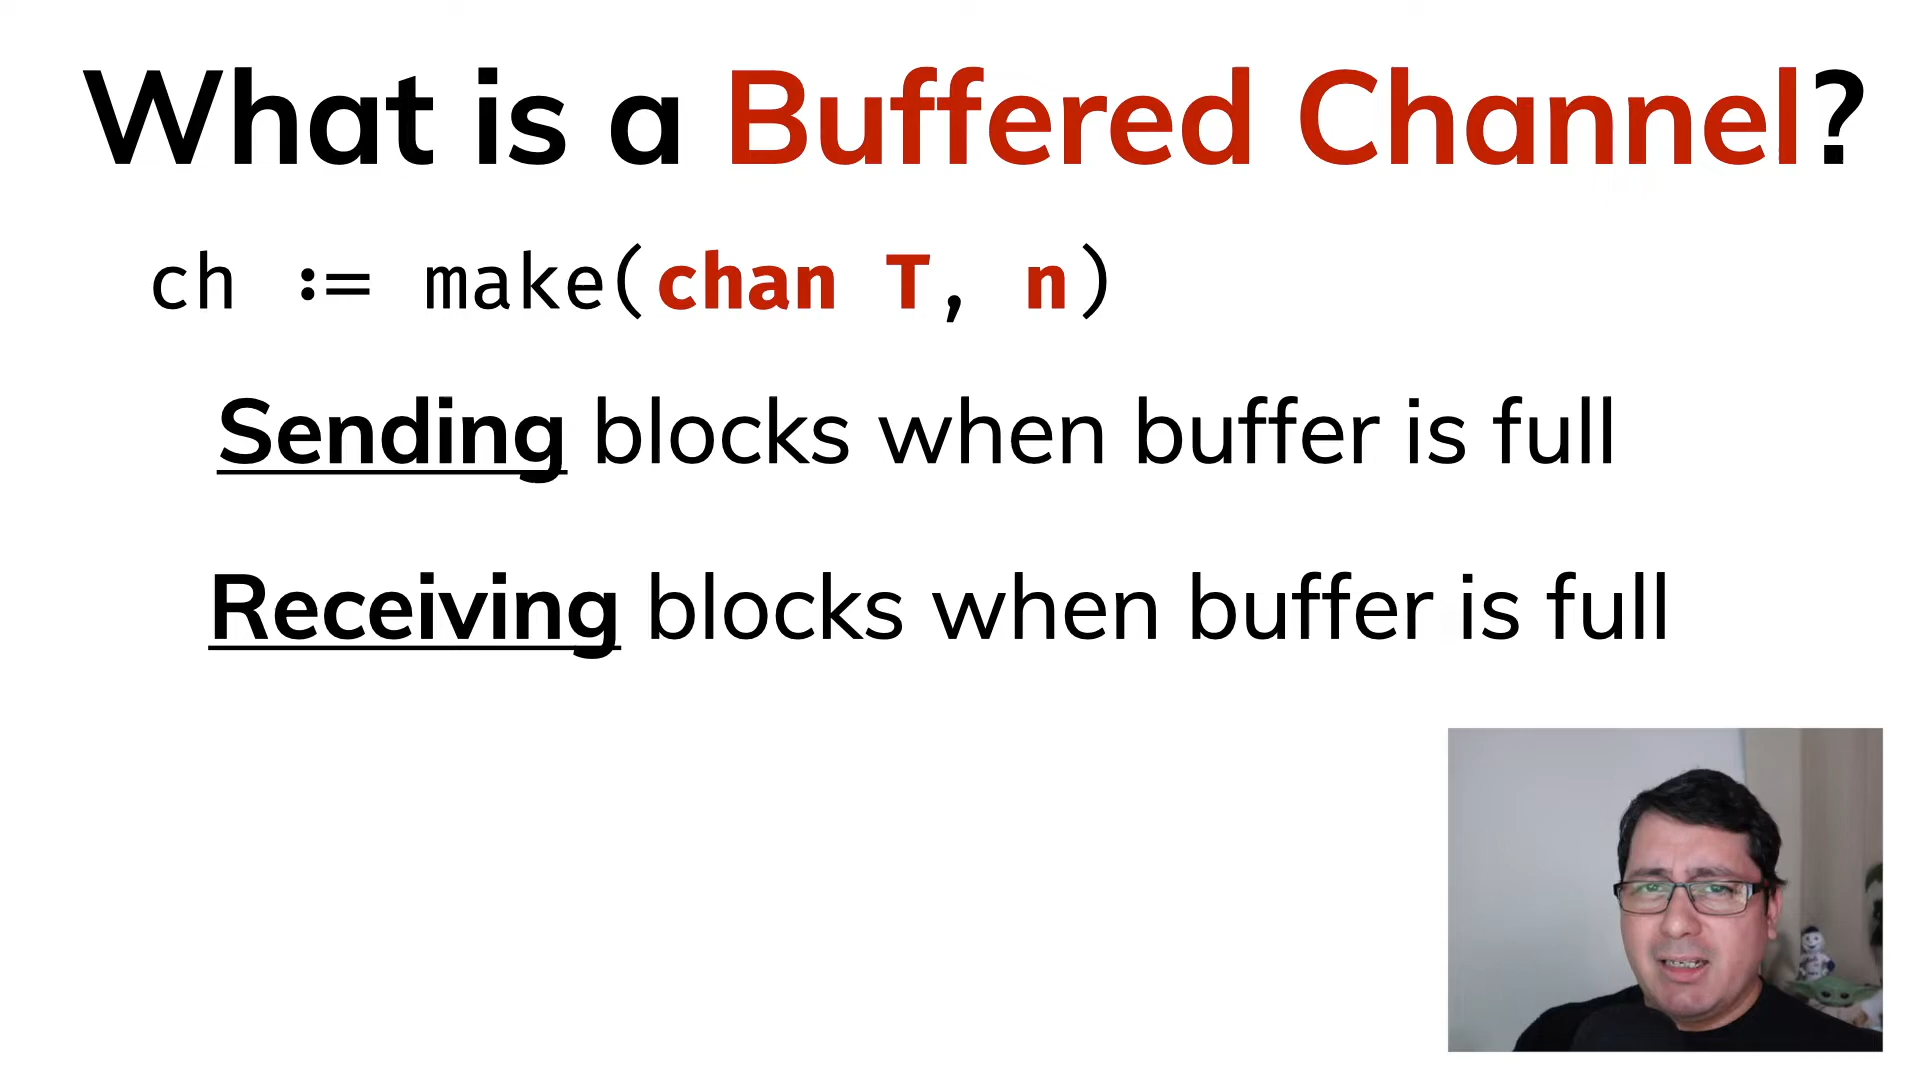 What is a Buffered Channel?
ch := make(chan T, n)
Sending blocks when buffer is full
Receiving blocks when buffer is full